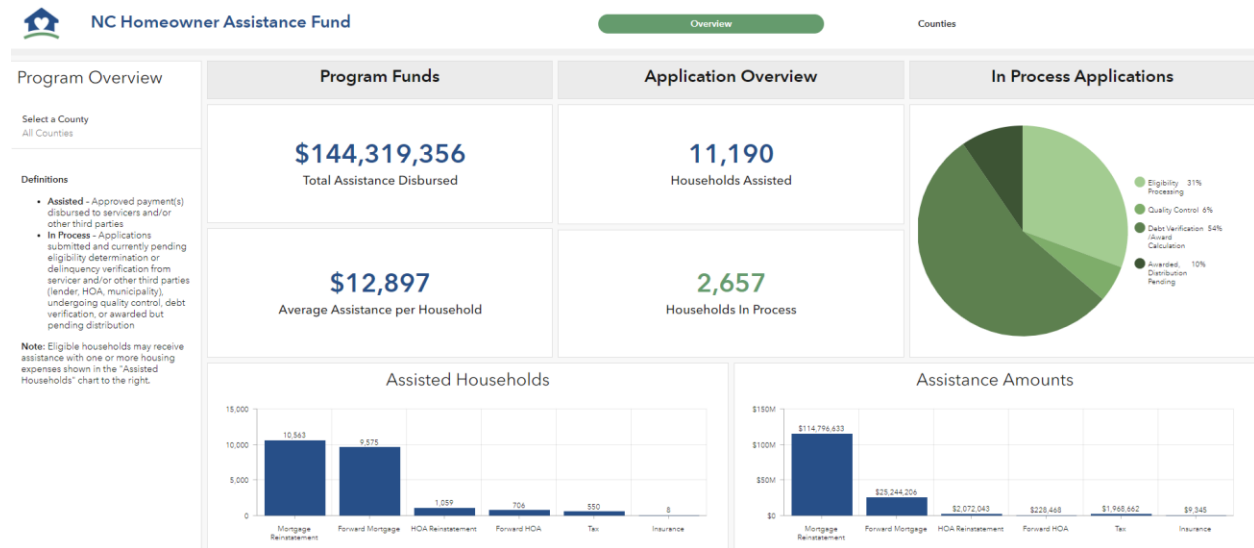 NC Homeowner Assistance Fund
Overview
Counties
Program Overview
Select a County
All Counties
Definitions
• Assisted - Approved payment(s)
disbursed to servicers and/or
other third parties
• In Process - Applications
submitted and currently pending
eligibility determination or
delinquency verification from
servicer and/or other third parties
(lender, HOA, municipality),
undergoing quality control, debt
verification, or awarded but
pending distribution
Note: Eligible households may receive
assistance with one or more housing
expenses shown in the "Assisted
Households" chart to the right.
Program Funds
$144,319,356
Total Assistance Disbursed
$12,897
Average Assistance per Household
Application Overview
11,190
Households Assisted
2,657
Households In Process
In Process Applications
Eligibility 31%
Processing
Quality Control 6%
Debt Verification 54%
/Award
Calculation
Awarded, 10%
Distribution
Pending
Assisted Households
15,000
10,000
5,000
0
10,563
9,575
1,059
706
550
8
Mortgage
Reinstatement
Forward Mortgage
HOA Reinstatement
Forward HOA
Tax
Insurance
Assistance Amounts
$150M
$100M
$50M
$0
$114,796,633
$25,244,206
$2,072,043
$228,468
$1,968,662
$9,345
Mortgage
Reinstatement
Forward Mortgage
HOA Reinstatement
Forward HOA
Tax
Insurance